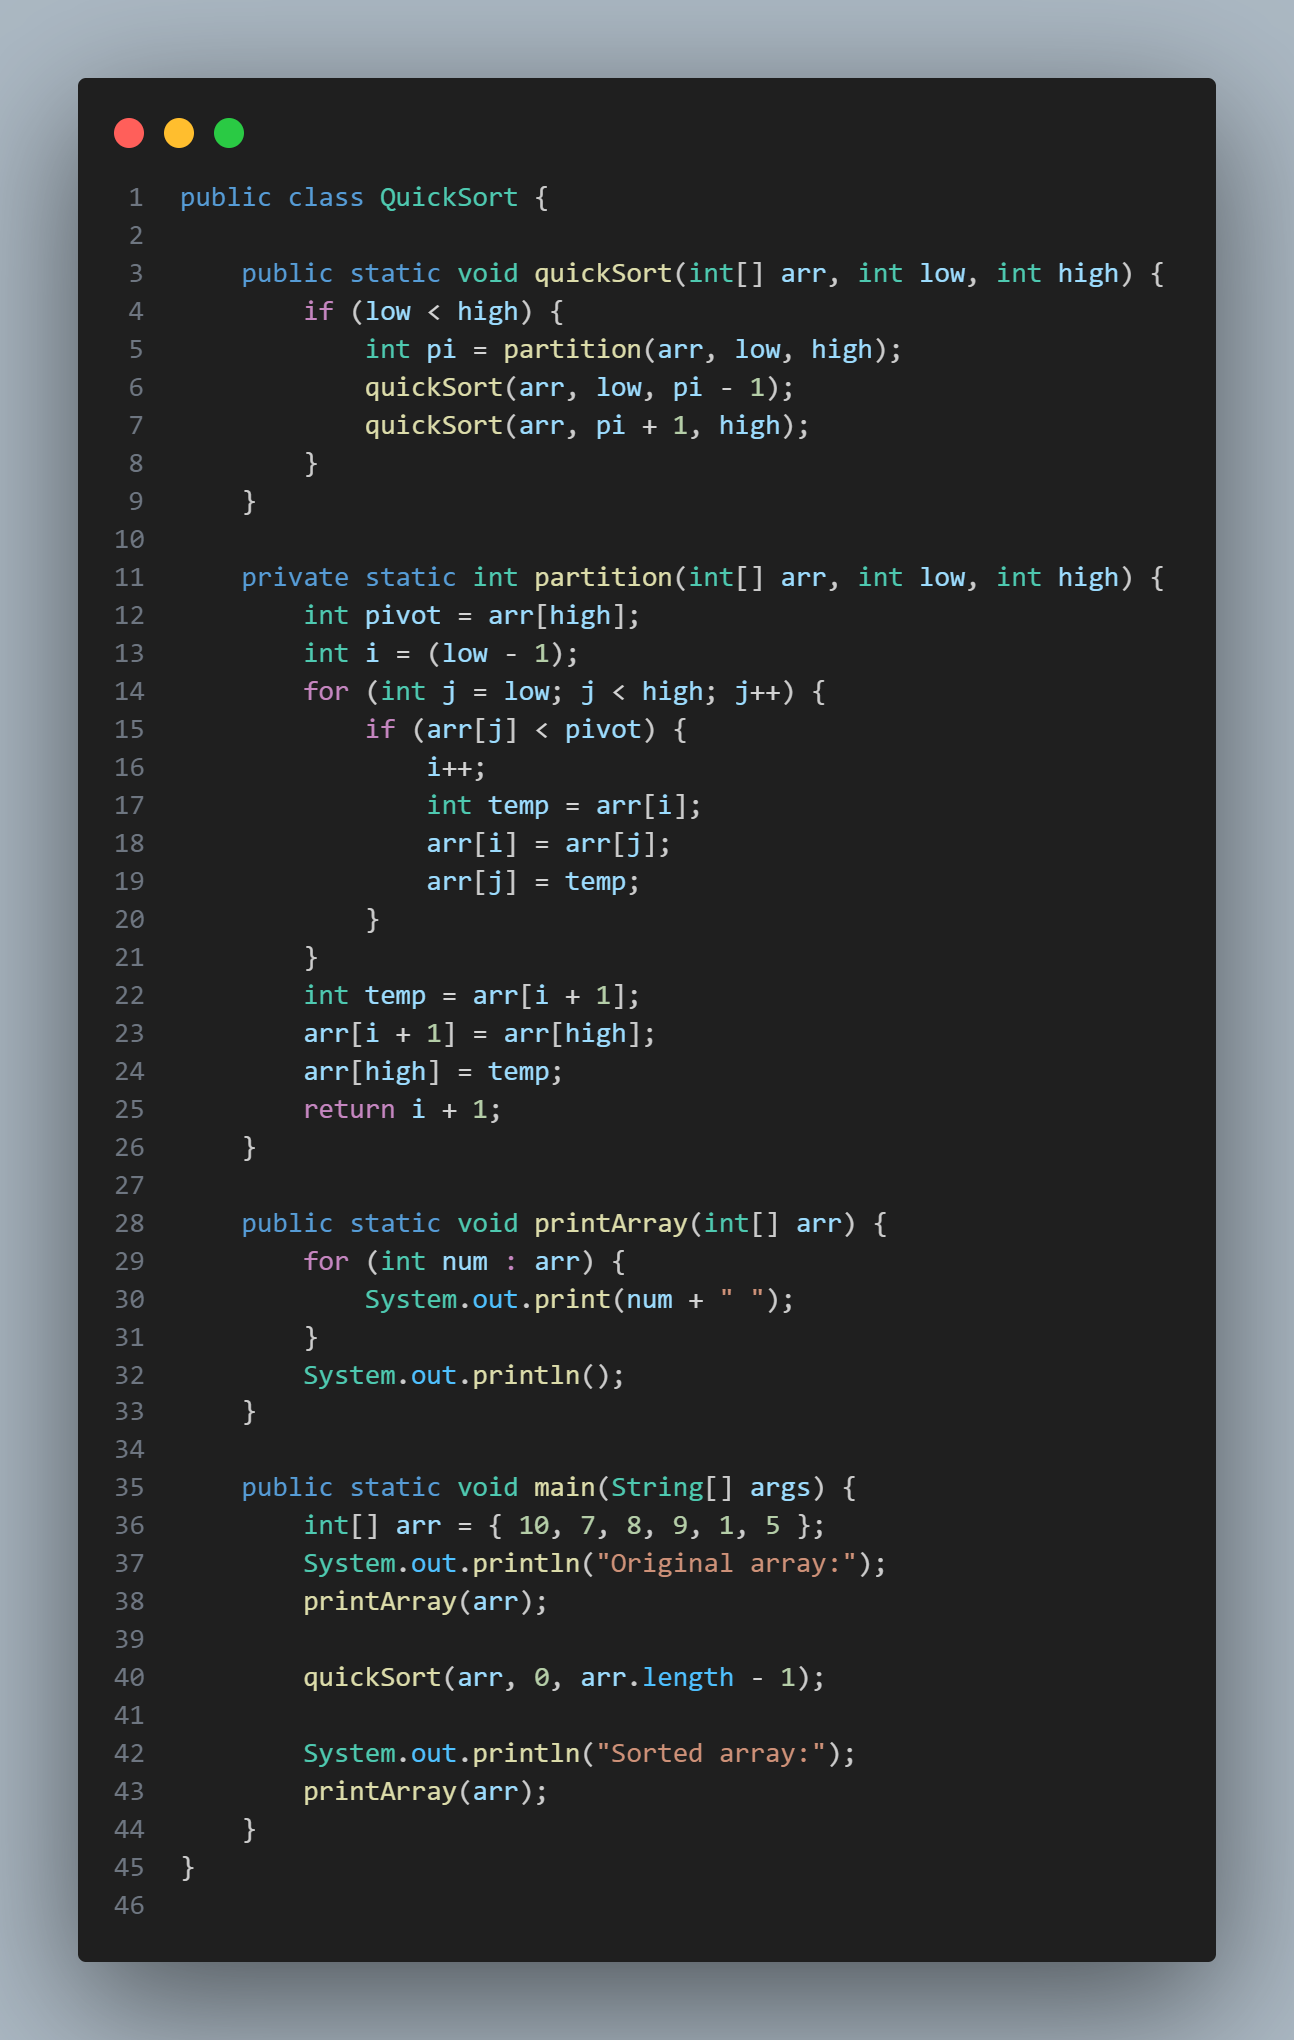 1 public class QuickSort {
2
3     public static void quickSort(int[] arr, int low, int high) {
4         if (low < high) {
5             int pi = partition(arr, low, high);
6             quickSort(arr, low, pi - 1);
7             quickSort(arr, pi + 1, high);
8         }
9     }
10
11     private static int partition(int[] arr, int low, int high) {
12         int pivot = arr[high];
13         int i = (low - 1);
14         for (int j = low; j < high; j++) {
15             if (arr[j] < pivot) {
16                 i++;
17                 int temp = arr[i];
18                 arr[i] = arr[j];
19                 arr[j] = temp;
20             }
21         }
22         int temp = arr[i + 1];
23         arr[i + 1] = arr[high];
24         arr[high] = temp;
25         return i + 1;
26     }
27
28     public static void printArray(int[] arr) {
29         for (int num : arr) {
30             System.out.print(num + " ");
31         }
32         System.out.println();
33     }
34
35     public static void main(String[] args) {
36         int[] arr = { 10, 7, 8, 9, 1, 5 };
37         System.out.println("Original array:");
38         printArray(arr);
39
40         quickSort(arr, 0, arr.length - 1);
41
42         System.out.println("Sorted array:");
43         printArray(arr);
44     }
45 }
46